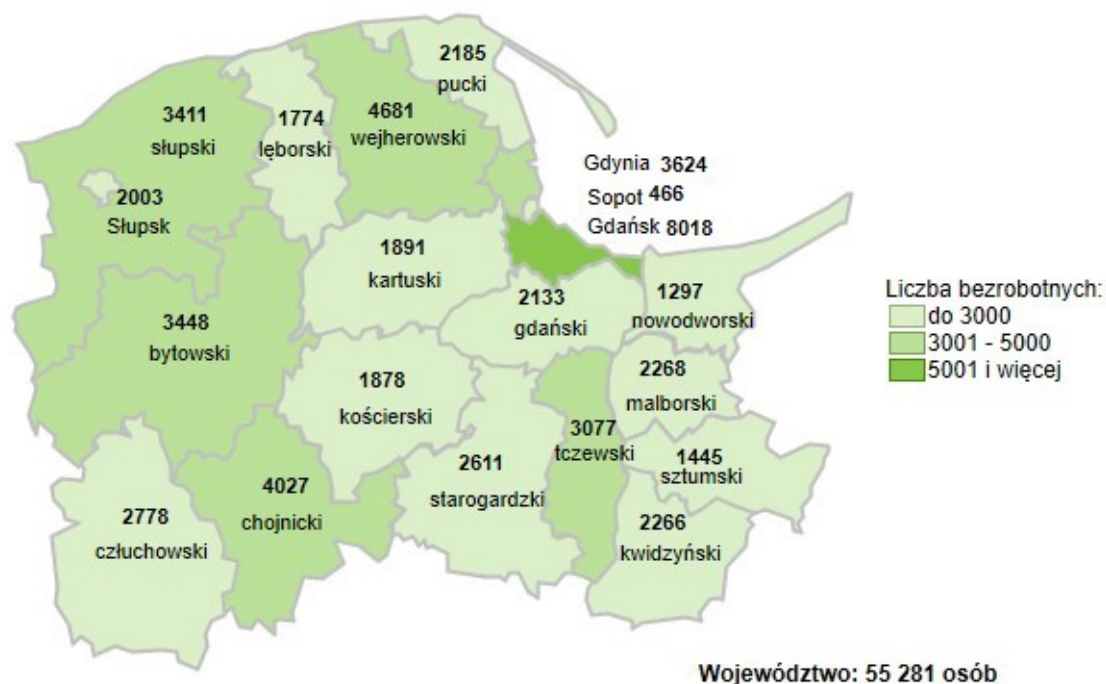 2185
pucki
3411
słupski
1774
lęborski
4681
wejherowski
Gdynia 3624
Sopot 466
Gdańsk 8018
2003
Słupsk
1891
kartuski
2133
gdański
1297
nowodworski
3448
bytowski
1878
kościerski
2268
malborski
3077
tczewski
2611
starogardzki
1445
sztumski
4027
chojnicki
2778
człuchowski
2266
kwidzyński
Liczba bezrobotnych:
do 3000
3001 - 5000
5001 i więcej
Województwo: 55 281 osób